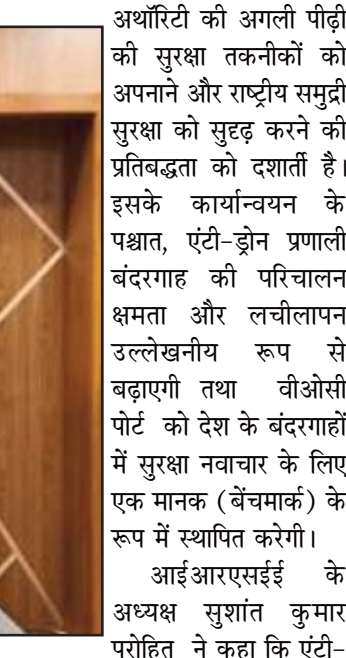 अथॉरिटी की अगली पीढ़ी
की सुरक्षा तकनीकों को
अपनाने और राष्ट्रीय समुद्री
सुरक्षा को सुदृढ़ करने की
प्रतिबद्धता को दर्शाती है।
इसके कार्यान्वयन के
पश्चात, एंटी-ड्रोन प्रणाली
बंदरगाह की परिचालन
क्षमता और लचीलापन
उल्लेखनीय रूप से
बढ़ाएगी तथा वीओसी
पोर्ट को देश के बंदरगाहों
में सुरक्षा नवाचार के लिए
एक मानक (बेंचमार्क) के
रूप में स्थापित करेगी।
आईआरएसईई के
अध्यक्ष सुशांत कुमार
पुरोहित ने कहा कि एंटी-